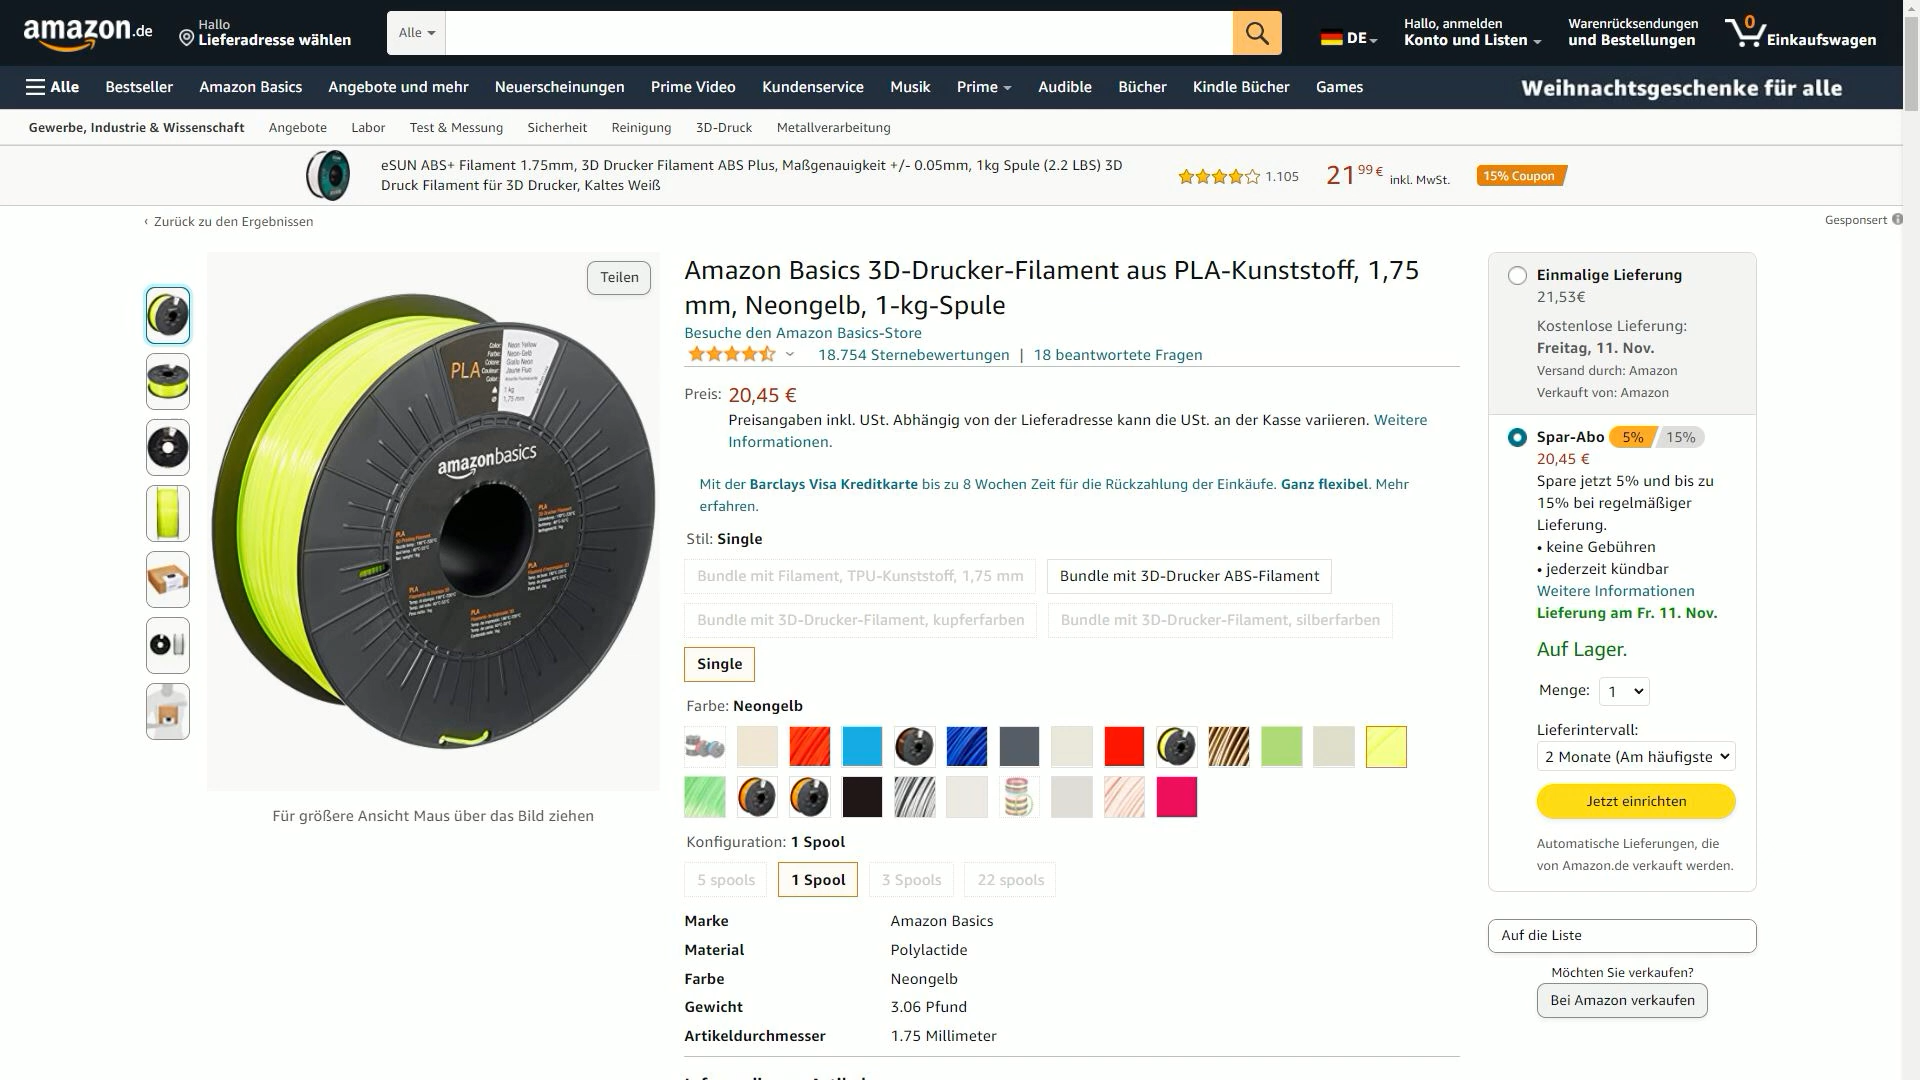 amazon.de
Hallo
Lieferadresse wählen
Alle
DE
Hallo, anmelden
Konto und Listen
Warenrücksendungen
und Bestellungen
0
Einkaufswagen
Alle
Bestseller
Amazon Basics
Angebote und mehr
Neuerscheinungen
Prime Video
Kundenservice
Musik
Prime
Audible
Bücher
Kindle Bücher
Games
Weihnachtsgeschenke für alle
Gewerbe, Industrie & Wissenschaft
Angebote
Labor
Test & Messung
Sicherheit
Reinigung
3D-Druck
Metallverarbeitung
eSUN ABS+ Filament 1.75mm, 3D Drucker Filament ABS Plus, Maßgenauigkeit +/- 0.05mm, 1kg Spule (2.2 LBS) 3D
Druck Filament für 3D Drucker, Kaltes Weiß
1.105
21 99 € inkl. MwSt.
15% Coupon
‹ Zurück zu den Ergebnissen
Gesponsert
Teilen
PLA
Color: Neon Yellow
1 kg
1,75 mm
amazonbasics
PLA
PLA
PLA
PLA
PLA
Für größere Ansicht Maus über das Bild ziehen
Amazon Basics 3D-Drucker-Filament aus PLA-Kunststoff, 1,75
mm, Neongelb, 1-kg-Spule
Besuche den Amazon Basics-Store
18.754 Sternebewertungen | 18 beantwortete Fragen
Preis: 20,45 €
Preisangaben inkl. USt. Abhängig von der Lieferadresse kann die USt. an der Kasse variieren. Weitere
Informationen.
Mit der Barclays Visa Kreditkarte bis zu 8 Wochen Zeit für die Rückzahlung der Einkäufe. Ganz flexibel. Mehr
erfahren.
Stil: Single
Bundle mit Filament, TPU-Kunststoff, 1,75 mm
Bundle mit 3D-Drucker ABS-Filament
Bundle mit 3D-Drucker-Filament, kupferfarben
Bundle mit 3D-Drucker-Filament, silberfarben
Single
Farbe: Neongelb
Konfiguration: 1 Spool
5 spools
1 Spool
3 Spools
22 spools
Marke Amazon Basics
Material Polylactide
Farbe Neongelb
Gewicht 3.06 Pfund
Artikeldurchmesser 1.75 Millimeter
Einmalige Lieferung
21,53€
Kostenlose Lieferung:
Freitag, 11. Nov.
Versand durch: Amazon
Verkauft von: Amazon
Spar-Abo 5% 15%
20,45 €
Spare jetzt 5% und bis zu
15% bei regelmäßiger
Lieferung.
• keine Gebühren
• jederzeit kündbar
Weitere Informationen
Lieferung am Fr. 11. Nov.
Auf Lager.
Menge: 1
Lieferintervall:
2 Monate (Am häufigste
Jetzt einrichten
Automatische Lieferungen, die
von Amazon.de verkauft werden.
Auf die Liste
Möchten Sie verkaufen?
Bei Amazon verkaufen